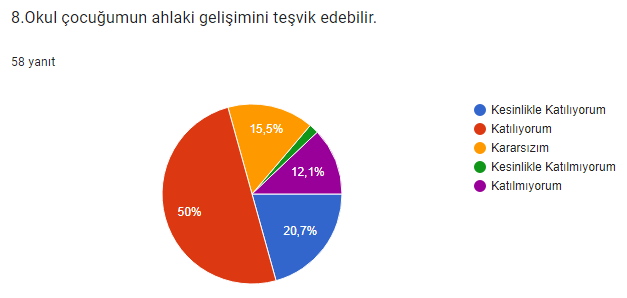 8.Okul çocuğumun ahlaki gelişimini teşvik edebilir.
58 yanıt
15,5%
12,1%
50%
20,7%
Kesinlikle Katılıyorum
Katılıyorum
Kararsızım
Kesinlikle Katılmıyorum
Katılmıyorum